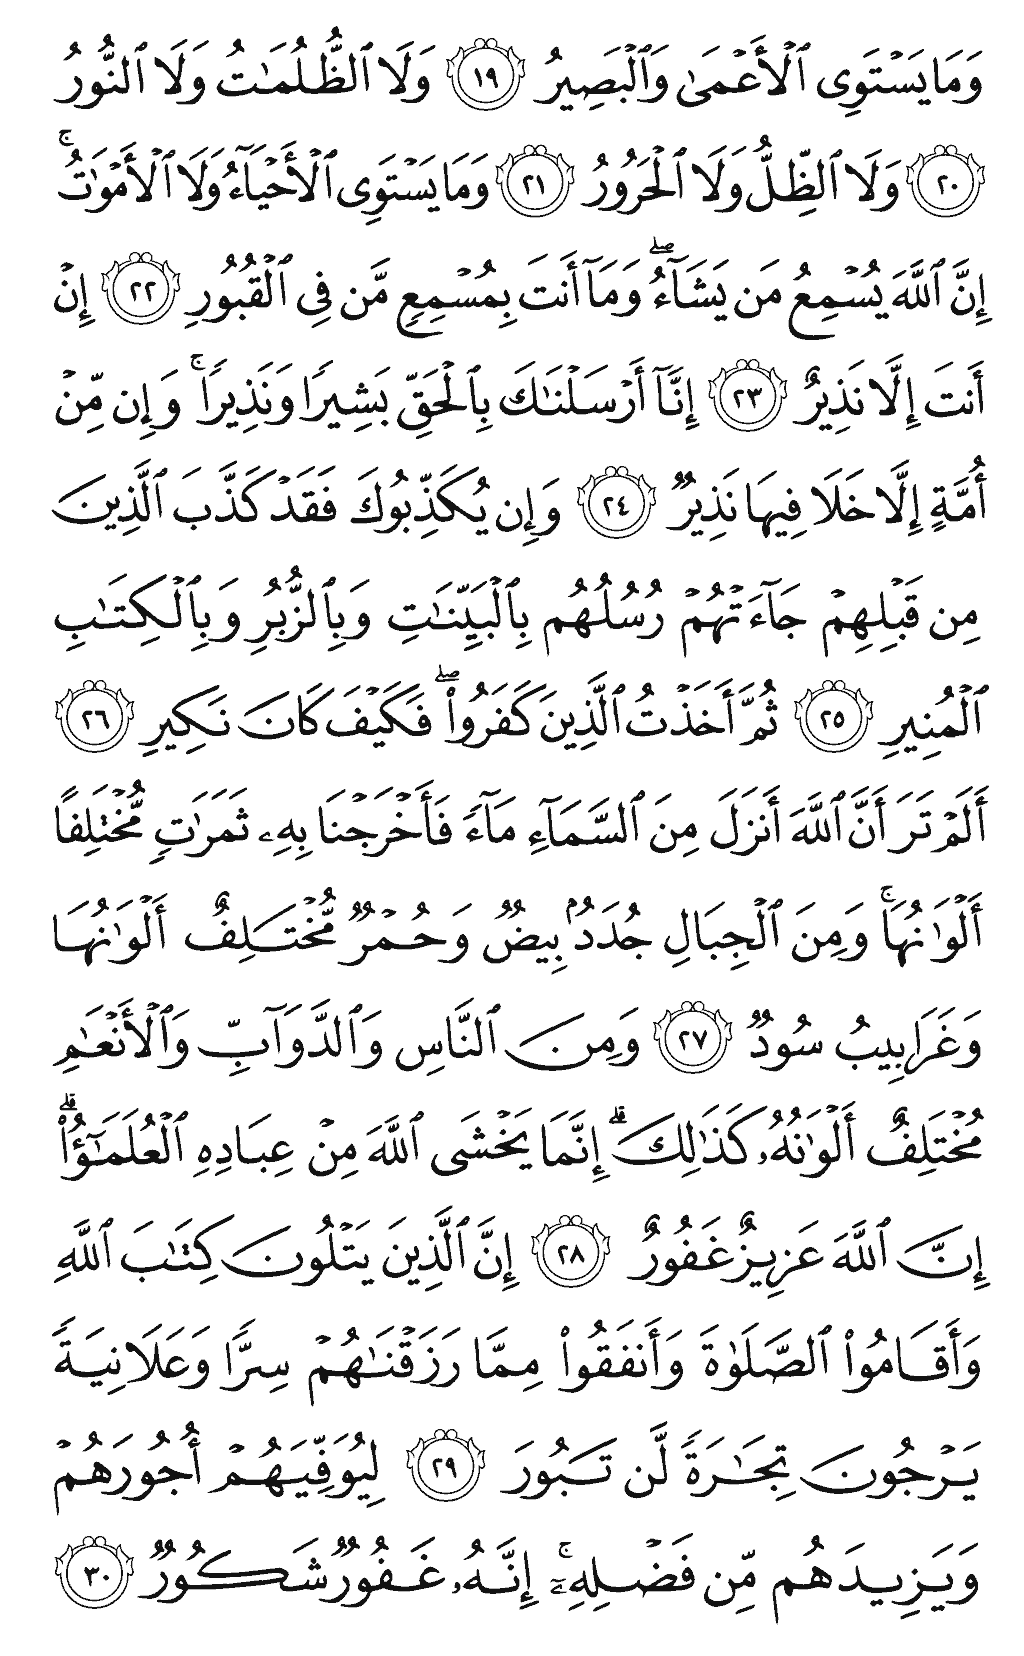 وَمَا يَسۡتَوِى ٱلۡأَعۡمَىٰ وَٱلۡبَصِيرُ ١٩ وَلَا ٱلظُّلُمَٰتُ وَلَا ٱلنُّورُ
٢٠ وَلَا ٱلظِّلُّ وَلَا ٱلۡحَرُورُ ٢١ وَمَا يَسۡتَوِى ٱلۡأَحۡيَآءُ وَلَا ٱلۡأَمۡوَٰتُۚ
إِنَّ ٱللَّهَ يُسۡمِعُ مَن يَشَآءُۖ وَمَآ أَنتَ بِمُسۡمِعٖ مَّن فِى ٱلۡقُبُورِ ٢٢ إِنۡ
أَنتَ إِلَّا نَذِيرٌ ٢٣ إِنَّآ أَرۡسَلۡنَٰكَ بِٱلۡحَقِّ بَشِيرٗا وَنَذِيرٗاۚ وَإِن مِّنۡ
أُمَّةٍ إِلَّا خَلَا فِيهَا نَذِيرٞ ٢٤ وَإِن يُكَذِّبُوكَ فَقَدۡ كَذَّبَ ٱلَّذِينَ
مِن قَبۡلِهِمۡ جَآءَتۡهُمۡ رُسُلُهُم بِٱلۡبَيِّنَٰتِ وَبِٱلزُّبُرِ وَبِٱلۡكِتَٰبِ
ٱلۡمُنِيرِ ٢٥ ثُمَّ أَخَذۡتُ ٱلَّذِينَ كَفَرُواْۖ فَكَيۡفَ كَانَ نَكِيرِ ٢٦
أَلَمۡ تَرَ أَنَّ ٱللَّهَ أَنزَلَ مِنَ ٱلسَّمَآءِ مَآءٗ فَأَخۡرَجۡنَا بِهِۦ ثَمَرَٰتٖ مُّخۡتَلِفًا
أَلۡوَٰنُهَاۚ وَمِنَ ٱلۡجِبَالِ جُدَدُۢ بِيضٞ وَحُمۡرٞ مُّخۡتَلِفٌ أَلۡوَٰنُهَا
وَغَرَابِيبُ سُودٞ ٢٧ وَمِنَ ٱلنَّاسِ وَٱلدَّوَآبِّ وَٱلۡأَنۡعَٰمِ
مُخۡتَلِفٌ أَلۡوَٰنُهُۥ كَذَٰلِكَۗ إِنَّمَا يَخۡشَى ٱللَّهَ مِنۡ عِبَادِهِ ٱلۡعُلَمَٰٓؤُاْۗ
إِنَّ ٱللَّهَ عَزِيزٌ غَفُورٌ ٢٨ إِنَّ ٱلَّذِينَ يَتۡلُونَ كِتَٰبَ ٱللَّهِ
وَأَقَامُواْ ٱلصَّلَوٰةَ وَأَنفَقُواْ مِمَّا رَزَقۡنَٰهُمۡ سِرّٗا وَعَلَانِيَةٗ
يَرۡجُونَ تِجَٰرَةٗ لَّن تَبُورَ ٢٩ لِيُوَفِّيَهُمۡ أُجُورَهُمۡ
وَيَزِيدَهُم مِّن فَضۡلِهِۦٓۚ إِنَّهُۥ غَفُورٞ شَكُورٞ ٣٠